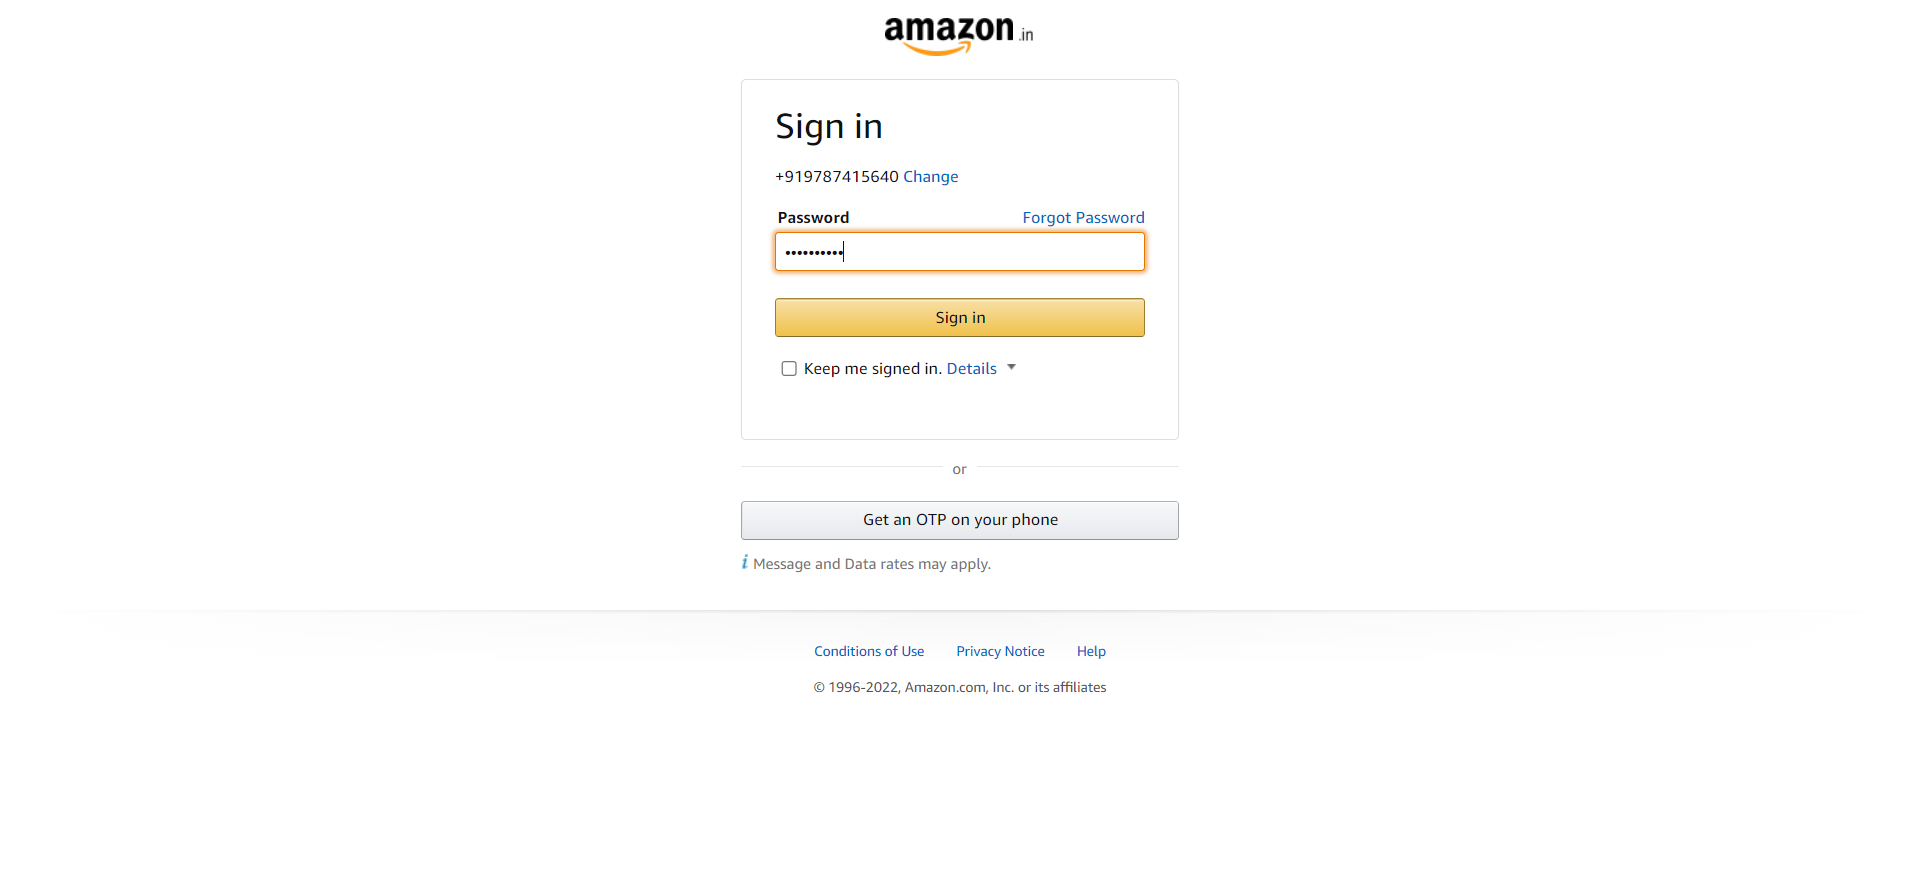 amazon.in
Sign in
+919787415640 Change
Password Forgot Password
••••••••••
Sign in
Keep me signed in. Details
or
Get an OTP on your phone
i Message and Data rates may apply.
Conditions of Use Privacy Notice Help
© 1996-2022, Amazon.com, Inc. or its affiliates